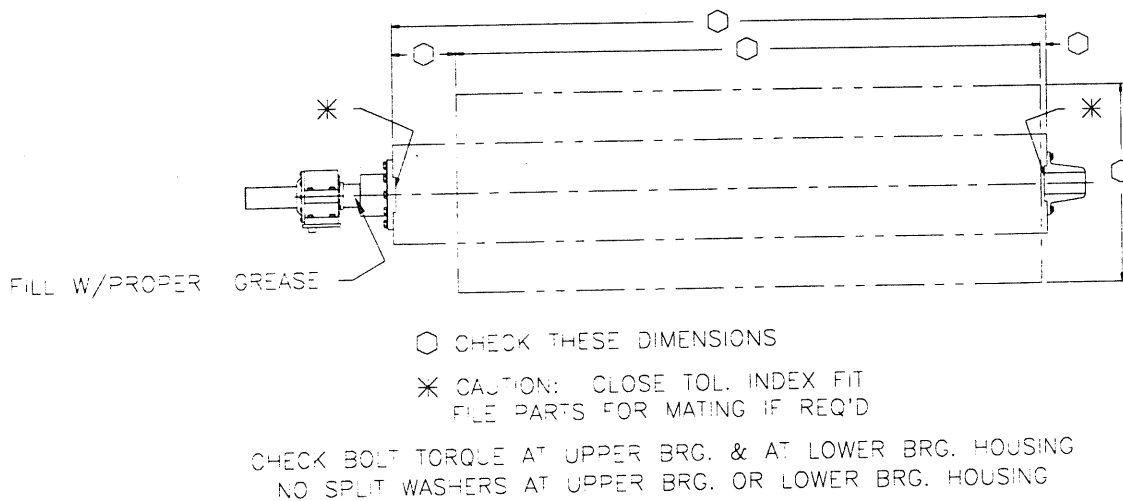 FILL W/PROPER GREASE
CHECK THESE DIMENSIONS
CAUTION: CLOSE TOL. INDEX FIT
FILE PARTS FOR MATING IF REQ'D
CHECK BOLT TORQUE AT UPPER BRG. & AT LOWER BRG. HOUSING
NO SPLIT WASHERS AT UPPER BRG. OR LOWER BRG. HOUSING